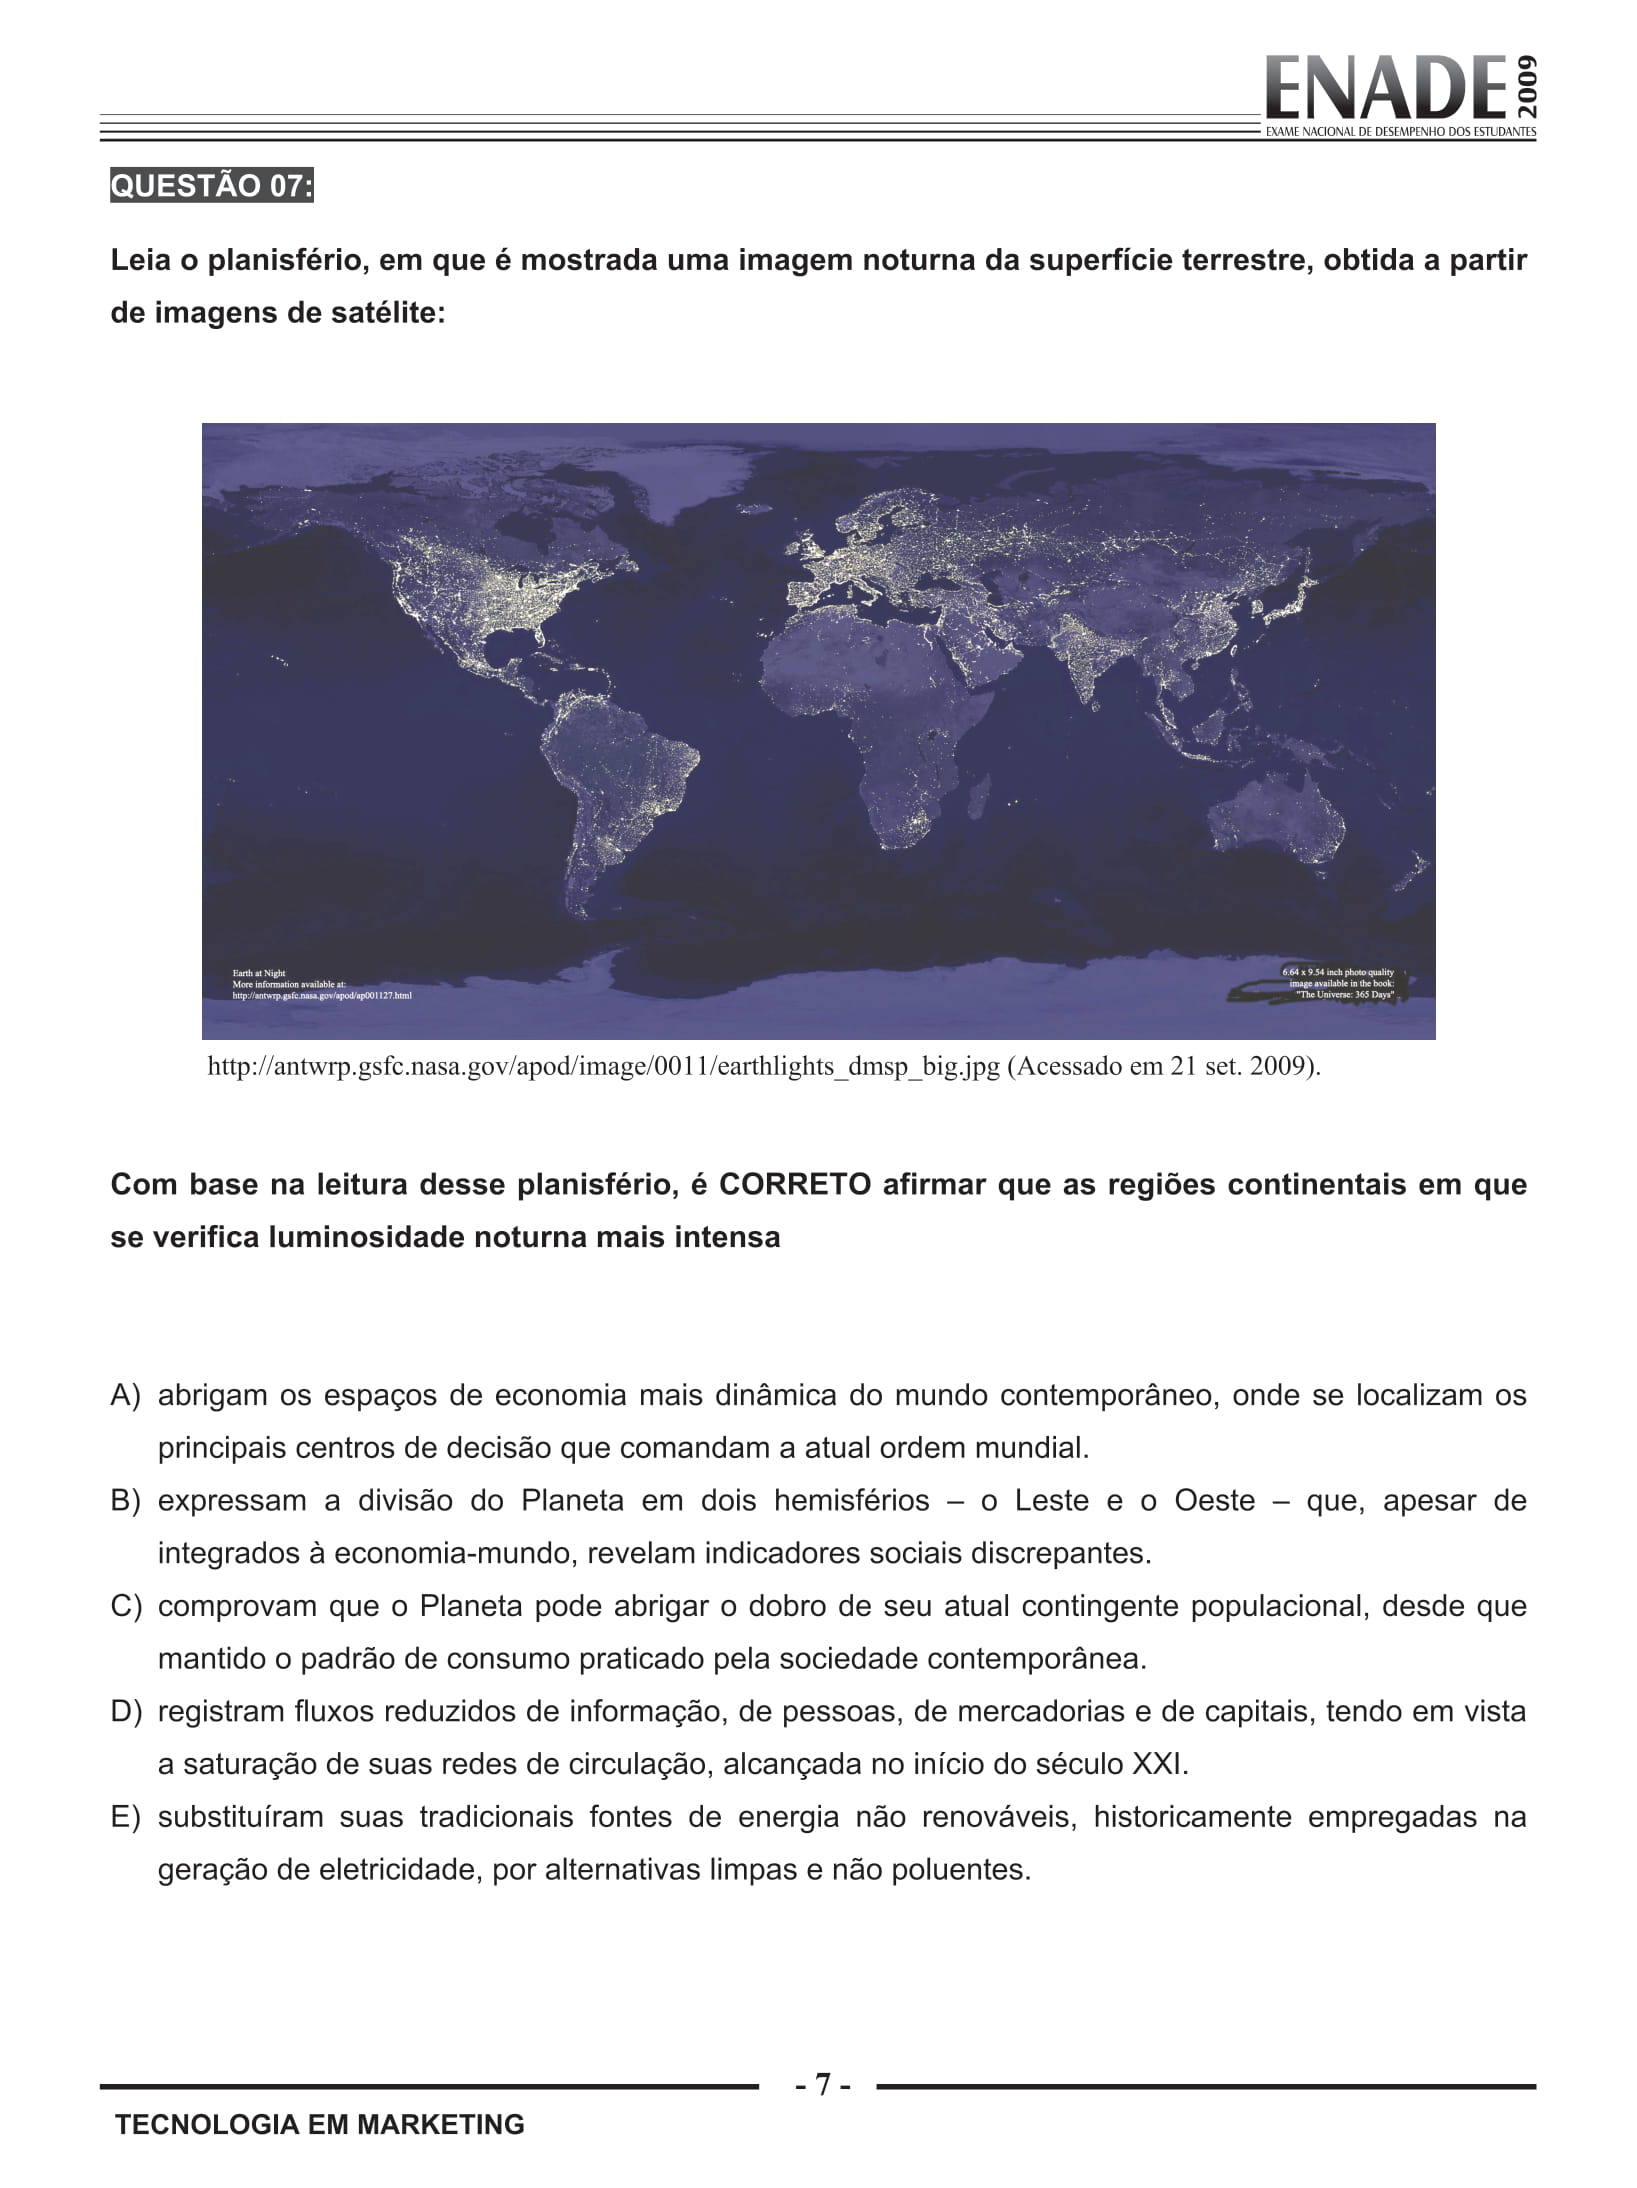 ENADE 2009
EXAME NACIONAL DE DESEMPENHO DOS ESTUDANTES
QUESTÃO 07:
Leia o planisfério, em que é mostrada uma imagem noturna da superfície terrestre, obtida a partir
de imagens de satélite:
Earth at Night
More information available at:
http://antwrp.gsfc.nasa.gov/apod/ap001127.html
6.64 x 9.54 inch photo quality
image available in the book:
"The Universe: 365 Days"
http://antwrp.gsfc.nasa.gov/apod/image/0011/earthlights_dmsp_big.jpg (Acessado em 21 set. 2009).
Com base na leitura desse planisfério, é CORRETO afirmar que as regiões continentais em que
se verifica luminosidade noturna mais intensa
A) abrigam os espaços de economia mais dinâmica do mundo contemporâneo, onde se localizam os
principais centros de decisão que comandam a atual ordem mundial.
B) expressam a divisão do Planeta em dois hemisférios – o Leste e o Oeste – que, apesar de
integrados à economia-mundo, revelam indicadores sociais discrepantes.
C) comprovam que o Planeta pode abrigar o dobro de seu atual contingente populacional, desde que
mantido o padrão de consumo praticado pela sociedade contemporânea.
D) registram fluxos reduzidos de informação, de pessoas, de mercadorias e de capitais, tendo em vista
a saturação de suas redes de circulação, alcançada no início do século XXI.
E) substituíram suas tradicionais fontes de energia não renováveis, historicamente empregadas na
geração de eletricidade, por alternativas limpas e não poluentes.
- 7 -
TECNOLOGIA EM MARKETING